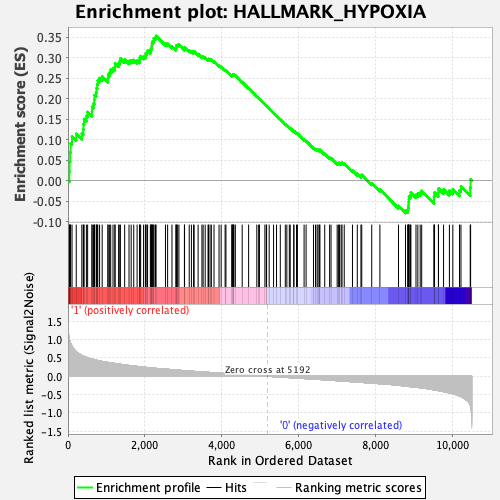 Enrichment plot: HALLMARK_HYPOXIA
Enrichment score (ES)
0.35
0.30
0.25
0.20
0.15
0.10
0.05
0.00
-0.05
-0.10
'1' (positively correlated)
Ranked list metric (Signal2Noise)
1.5
1.0
0.5
0.0
-0.5
-1.0
-1.5
Zero cross at 5192
'0' (negatively correlated)
0
2,000
4,000
6,000
8,000
10,000
Rank in Ordered Dataset
Enrichment profile
Hits
Ranking metric scores